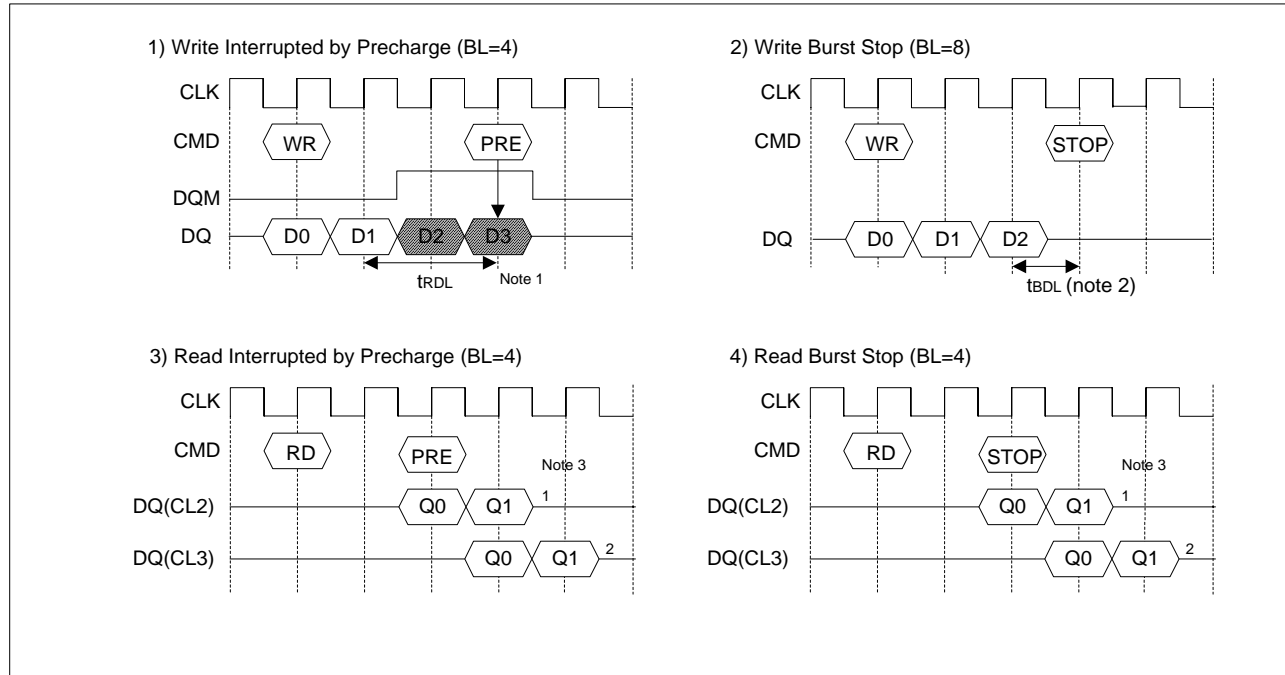 1) Write Interrupted by Precharge (BL=4)
CLK
CMD WR PRE
DQM
DQ D0 D1 D2 D3
tRDL Note 1
2) Write Burst Stop (BL=8)
CLK
CMD WR STOP
DQ D0 D1 D2
tBDL (note 2)
3) Read Interrupted by Precharge (BL=4)
CLK
CMD RD PRE
Note 3
DQ(CL2) Q0 Q1 1
DQ(CL3) Q0 Q1 2
4) Read Burst Stop (BL=4)
CLK
CMD RD STOP
Note 3
DQ(CL2) Q0 Q1 1
DQ(CL3) Q0 Q1 2